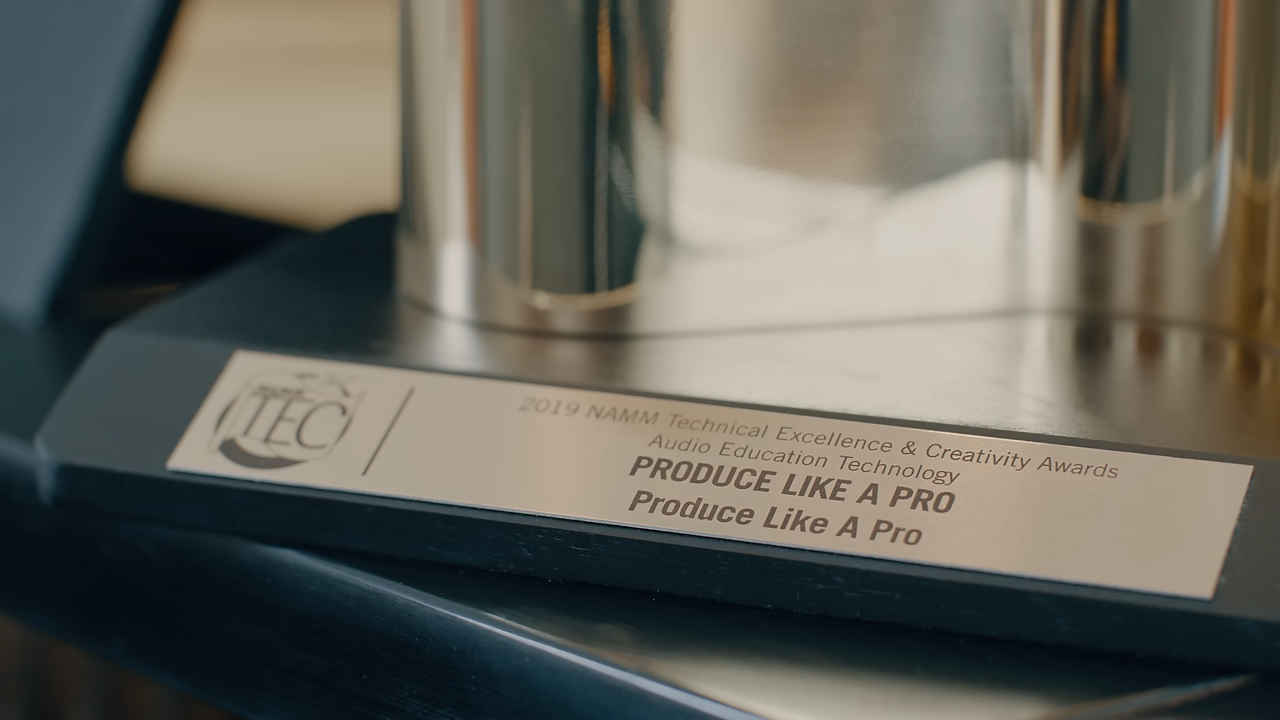 TEC
2019 NAMM Technical Excellence & Creativity Awards
Audio Education Technology
PRODUCE LIKE A PRO
Produce Like A Pro